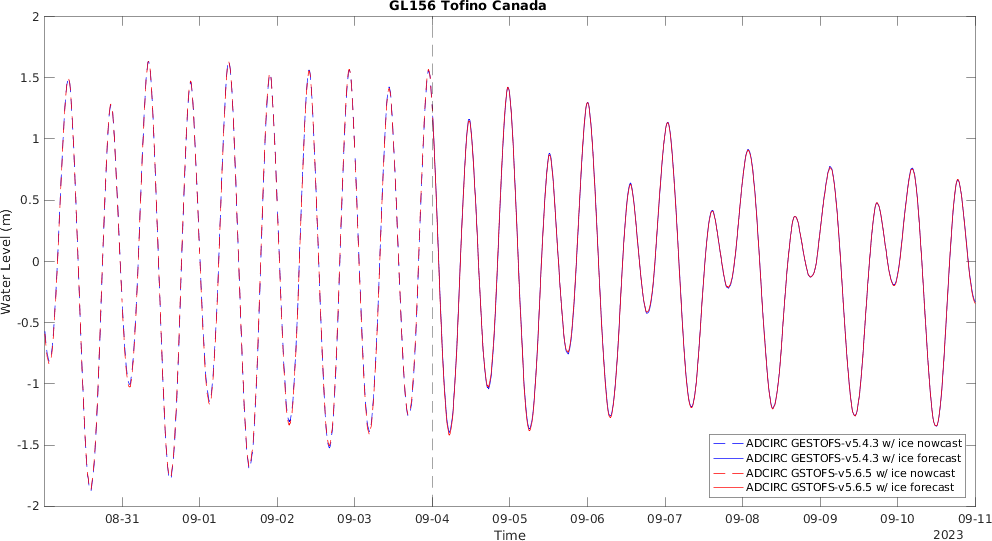 GL156 Tofino Canada
2
1.5
1
0.5
0
-0.5
-1
-1.5
-2
Water Level (m)
ADCIRC GESTOFS-v5.4.3 w/ ice nowcast
ADCIRC GESTOFS-v5.4.3 w/ ice forecast
ADCIRC GSTOFS-v5.6.5 w/ ice nowcast
ADCIRC GSTOFS-v5.6.5 w/ ice forecast
08-31 09-01 09-02 09-03 09-04 09-05 09-06 09-07 09-08 09-09 09-10 09-11
Time
2023